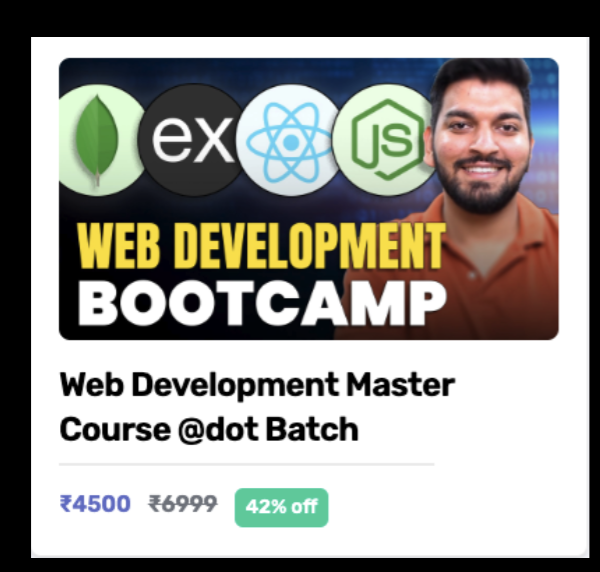 ex
JS
WEB DEVELOPMENT
BOOTCAMP
Web Development Master
Course @dot Batch
₹4500 ₹6999 42% off